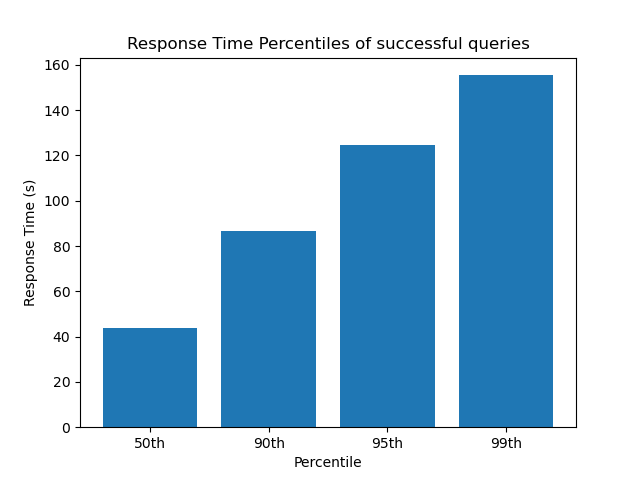 Response Time Percentiles of successful queries
160
140
120
100
80
60
40
20
0
Response Time (s)
50th 90th 95th 99th
Percentile